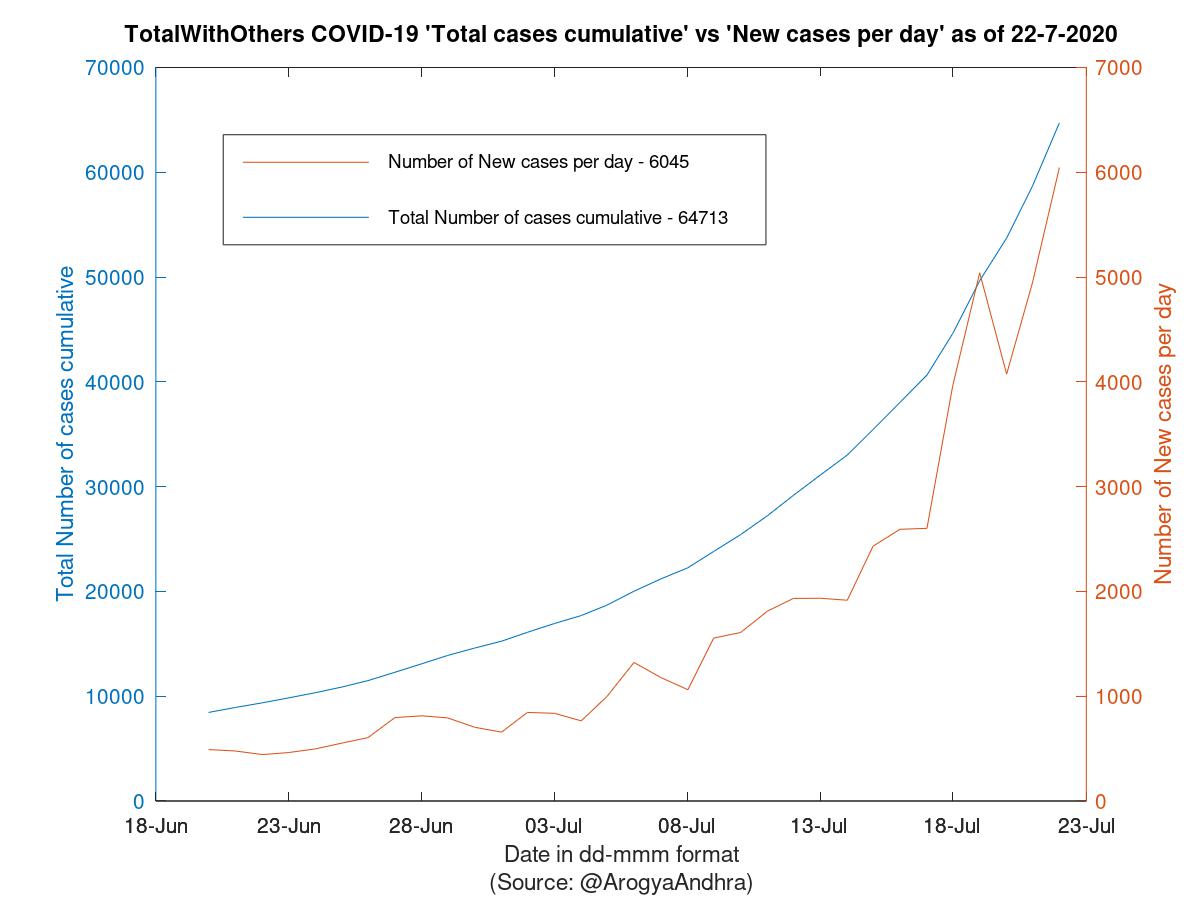 TotalWithOthers COVID-19 'Total cases cumulative' vs 'New cases per day' as of 22-7-2020
70000
60000
50000
40000
30000
20000
10000
0
Total Number of cases cumulative
Number of New cases per day - 6045
Total Number of cases cumulative - 64713
7000
6000
5000
4000
3000
2000
1000
0
Number of New cases per day
18-Jun 23-Jun 28-Jun 03-Jul 08-Jul 13-Jul 18-Jul 23-Jul
Date in dd-mmm format
(Source: @ArogyaAndhra)